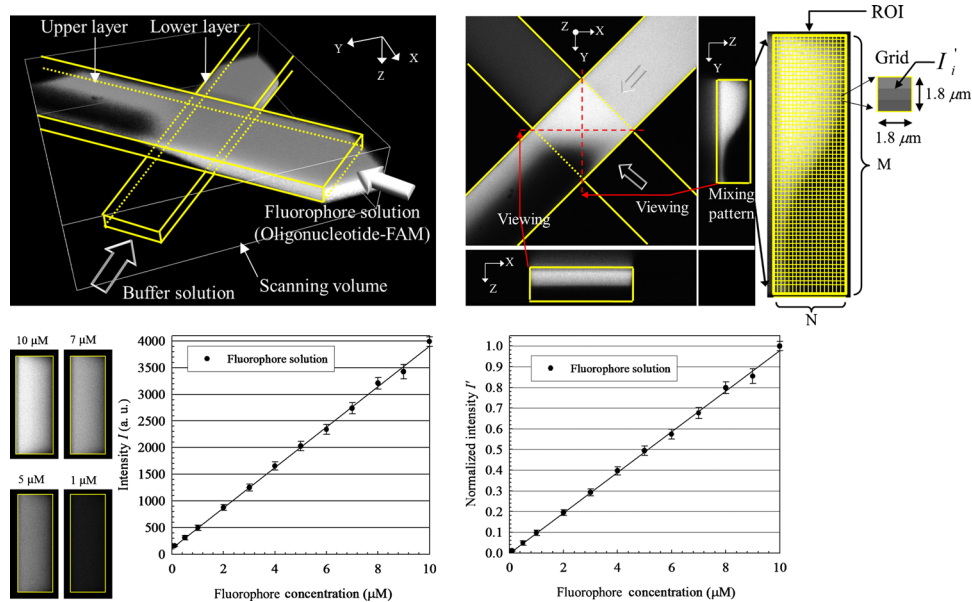 Upper layer
Lower layer
Y
X
Z
Fluorophore solution
(Oligonucleotide-FAM)
Buffer solution
Scanning volume
Z
X
Y
Z
Y
Viewing
Viewing
Mixing
pattern
X
Z
ROI
Grid
I i '
1.8 μm
1.8 μm
M
N
10 μM
7 μM
5 μM
1 μM
4000
3500
3000
2500
2000
1500
1000
500
0
Intensity I (a. u.)
Fluorophore solution
0
2
4
6
8
10
Fluorophore concentration (μM)
1.0
0.9
0.8
0.7
0.6
0.5
0.4
0.3
0.2
0.1
0.0
Normalized intensity I'
Fluorophore solution
0
2
4
6
8
10
Fluorophore concentration (μM)